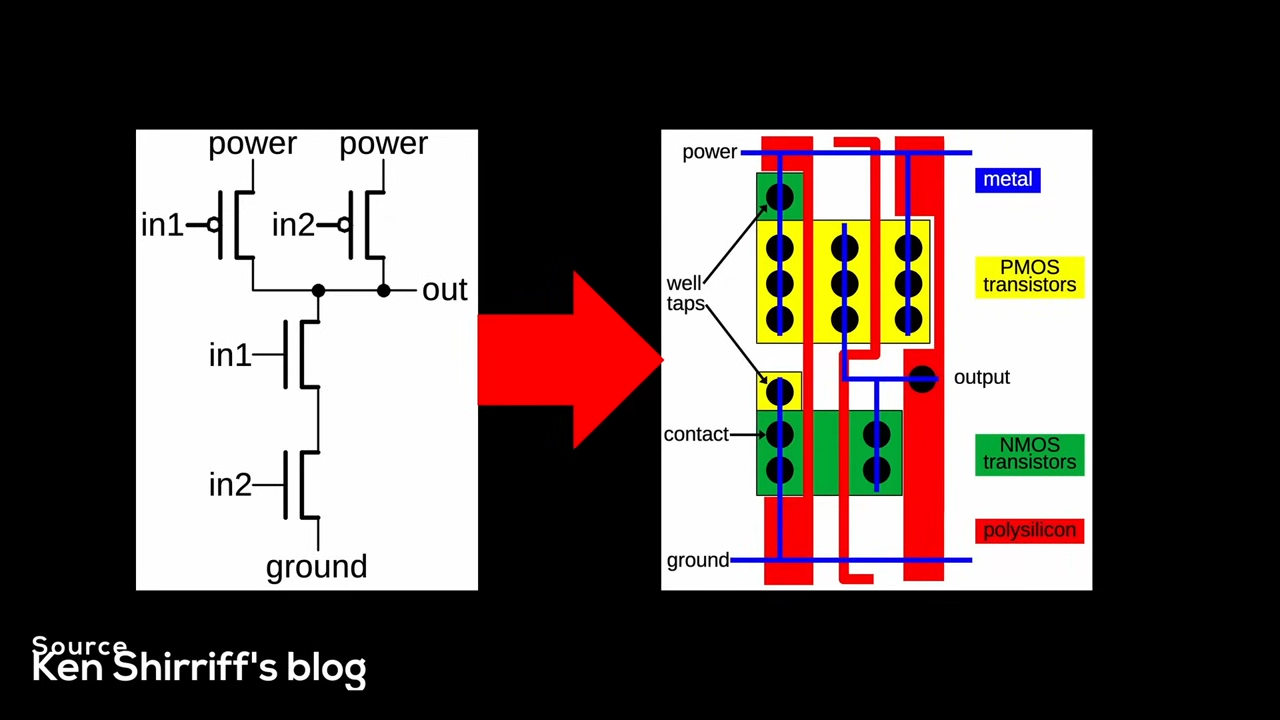 power power
in1 in2
out
in1
in2
ground
power
metal
PMOS
transistors
well
taps
output
contact
NMOS
transistors
polysilicon
ground
Source
Ken Shirriff's blog